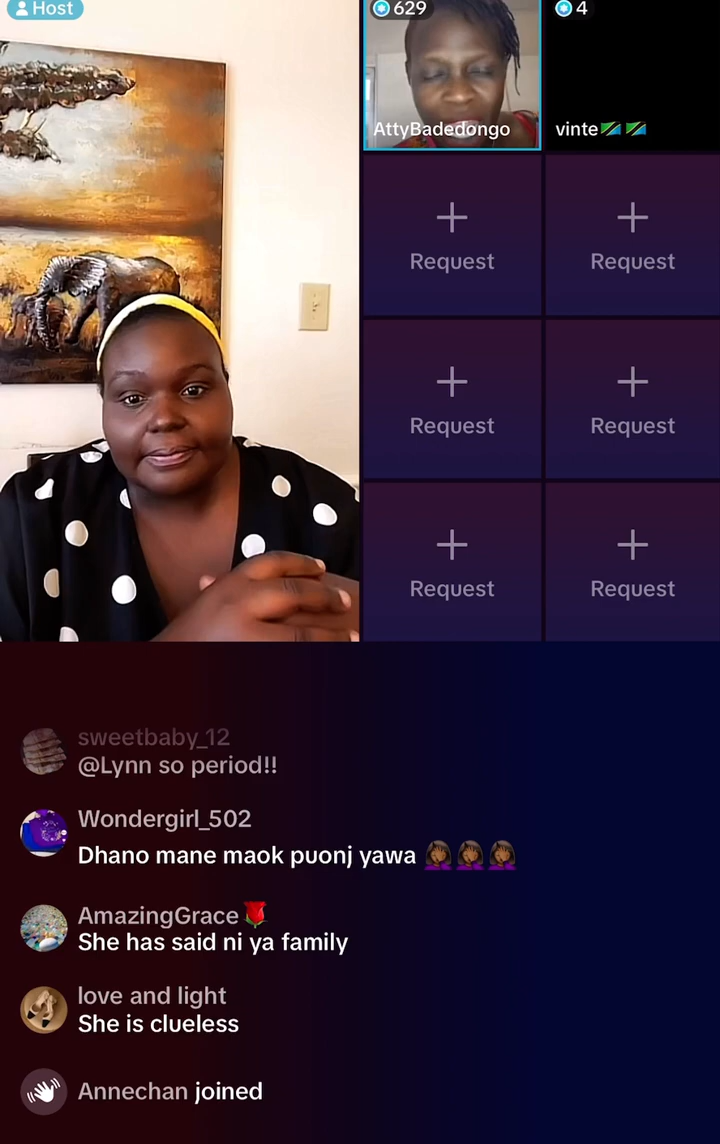 Host
629
4
AttyBadedongo
vinte🇹🇿🇹🇿
Request
Request
Request
Request
Request
Request
sweetbaby_12
@Lynn so period!!
Wondergirl_502
Dhano mane maok puonj yawa 🤦🏾‍♀️🤦🏾‍♀️🤦🏾‍♀️
AmazingGrace🌹
She has said ni ya family
love and light
She is clueless
Annechan joined